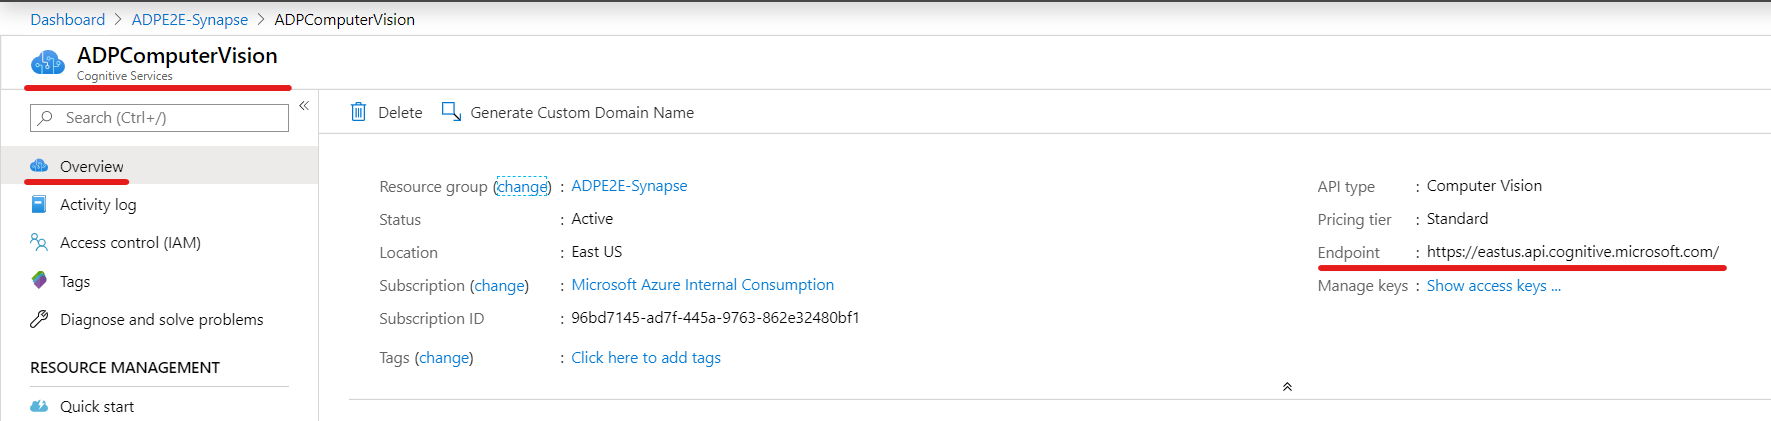 Dashboard > ADPE2E-Synapse > ADPComputerVision
ADPComputerVision
Cognitive Services
Search (Ctrl+/)
«
Overview
Activity log
Access control (IAM)
Tags
Diagnose and solve problems
RESOURCE MANAGEMENT
Quick start
Delete Generate Custom Domain Name
Resource group (change) : ADPE2E-Synapse
Status : Active
Location : East US
Subscription (change) : Microsoft Azure Internal Consumption
Subscription ID : 96bd7145-ad7f-445a-9763-862e32480bf1
Tags (change) : Click here to add tags
API type : Computer Vision
Pricing tier : Standard
Endpoint : https://eastus.api.cognitive.microsoft.com/
Manage keys : Show access keys ...